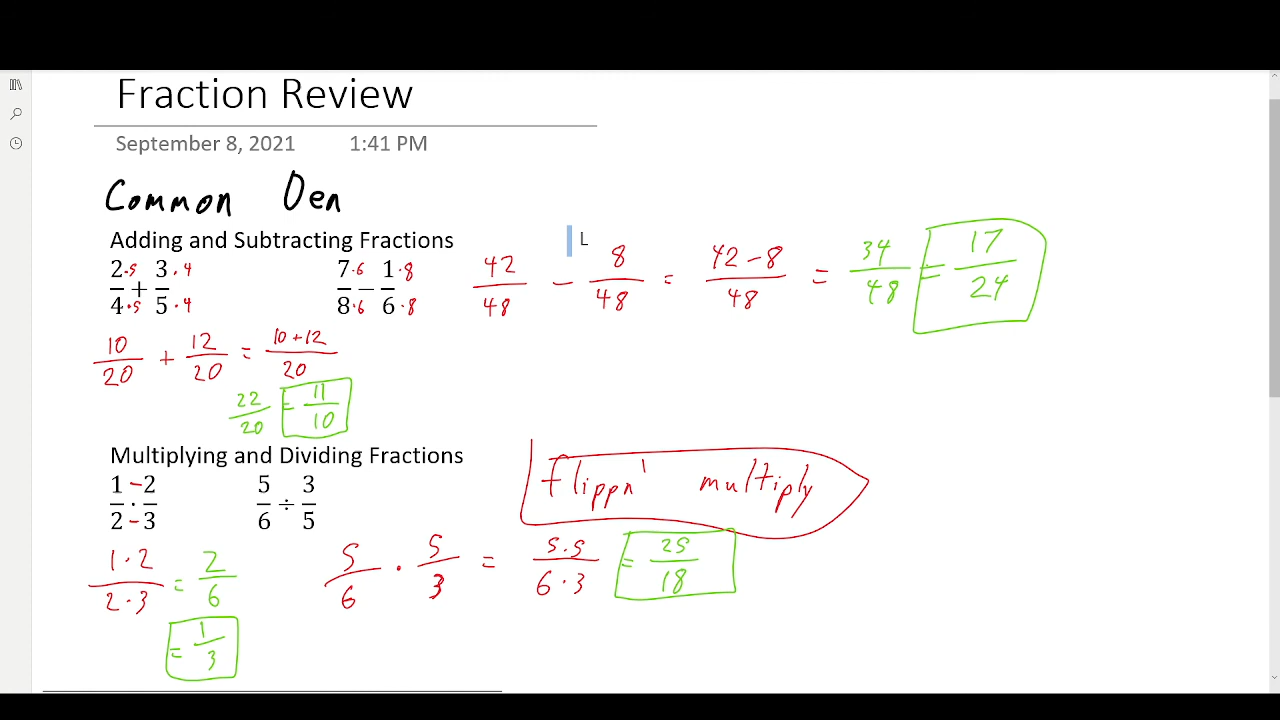 Fraction Review
September 8, 2021 1:41 PM
Common Den
Adding and Subtracting Fractions
L
2·5/4·5 + 3·4/5·4
7·6/8·6 − 1·8/6·8
42/48 − 8/48 = 42−8/48 = 34/48 = 17/24
10/20 + 12/20 = 10+12/20
22/20 = 11/10
Multiplying and Dividing Fractions
flippn' multiply
1/2 · 2/3
5/6 ÷ 3/5
1·2/2·3 = 2/6
= 1/3
5/6 · 5/3 = 5·5/6·3 = 25/18